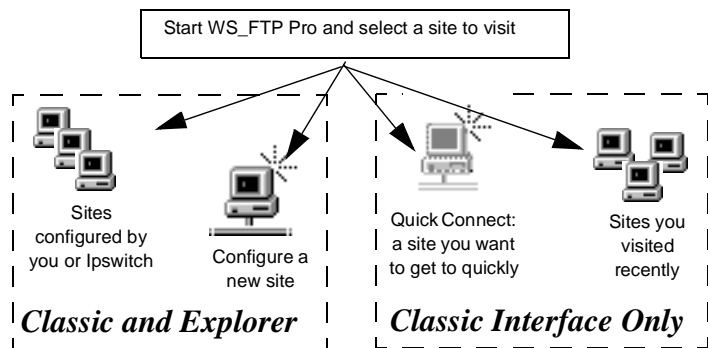 Start WS_FTP Pro and select a site to visit
Sites
configured by
you or Ipswitch
Configure a
new site
Classic and Explorer
Quick Connect:
a site you want
to get to quickly
Sites you
visited
recently
Classic Interface Only